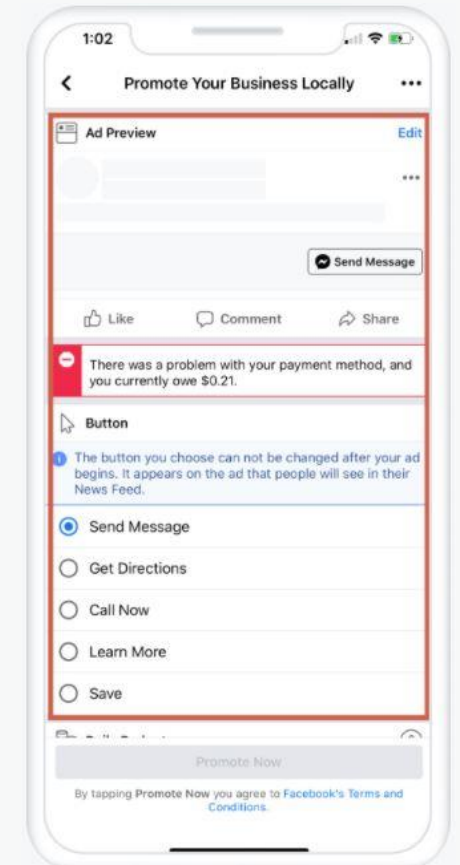 1:02
Promote Your Business Locally
Ad Preview
Edit
Send Message
Like
Comment
Share
There was a problem with your payment method, and
you currently owe $0.21.
Button
The button you choose can not be changed after your ad
begins. It appears on the ad that people will see in their
News Feed.
Send Message
Get Directions
Call Now
Learn More
Save
Promote Now
By tapping Promote Now you agree to Facebook's Terms and
Conditions.